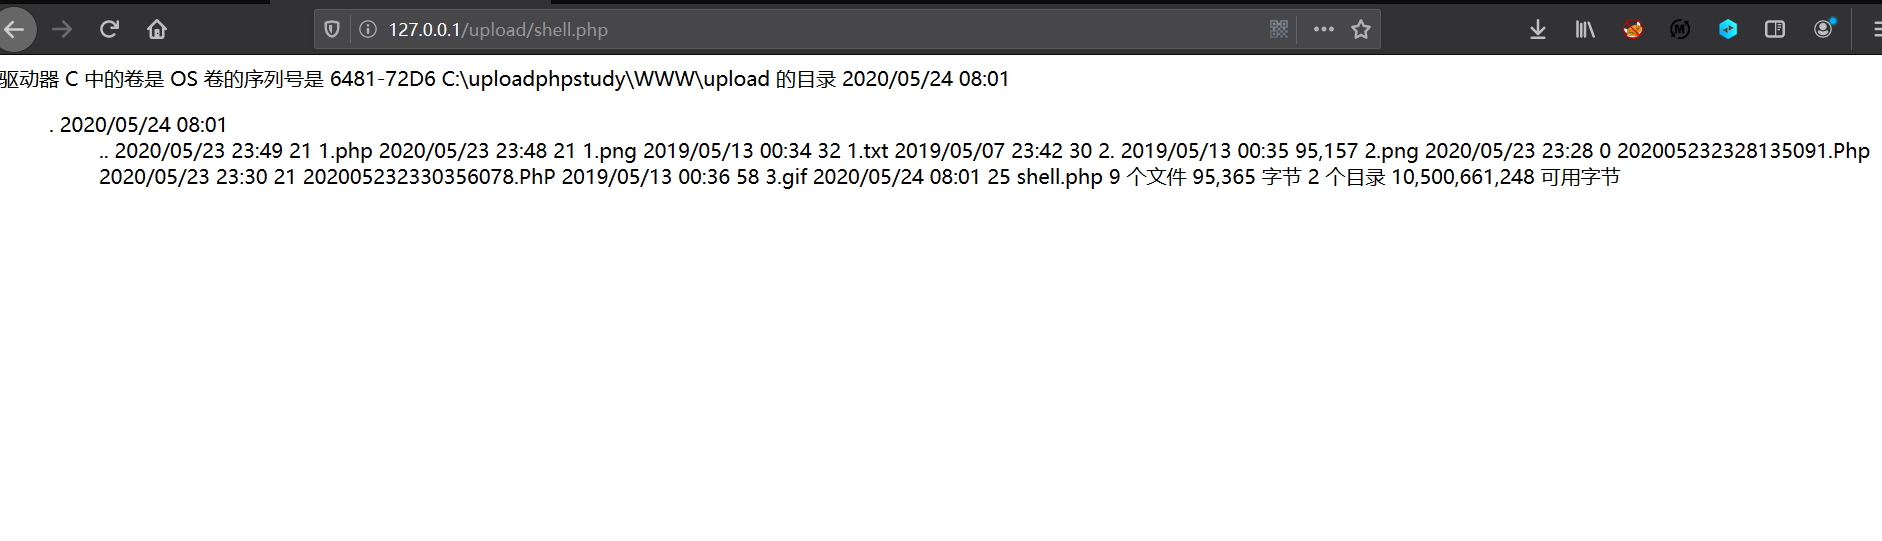 127.0.0.1/upload/shell.php
驱动器 C 中的卷是 OS 卷的序列号是 6481-72D6 C:\uploadphpstudy\WWW\upload 的目录 2020/05/24 08:01
. 2020/05/24 08:01
.. 2020/05/23 23:49 21 1.php 2020/05/23 23:48 21 1.png 2019/05/13 00:34 32 1.txt 2019/05/07 23:42 30 2. 2019/05/13 00:35 95,157 2.png 2020/05/23 23:28 0 202005232328135091.Php
2020/05/23 23:30 21 202005232330356078.PhP 2019/05/13 00:36 58 3.gif 2020/05/24 08:01 25 shell.php 9 个文件 95,365 字节 2 个目录 10,500,661,248 可用字节